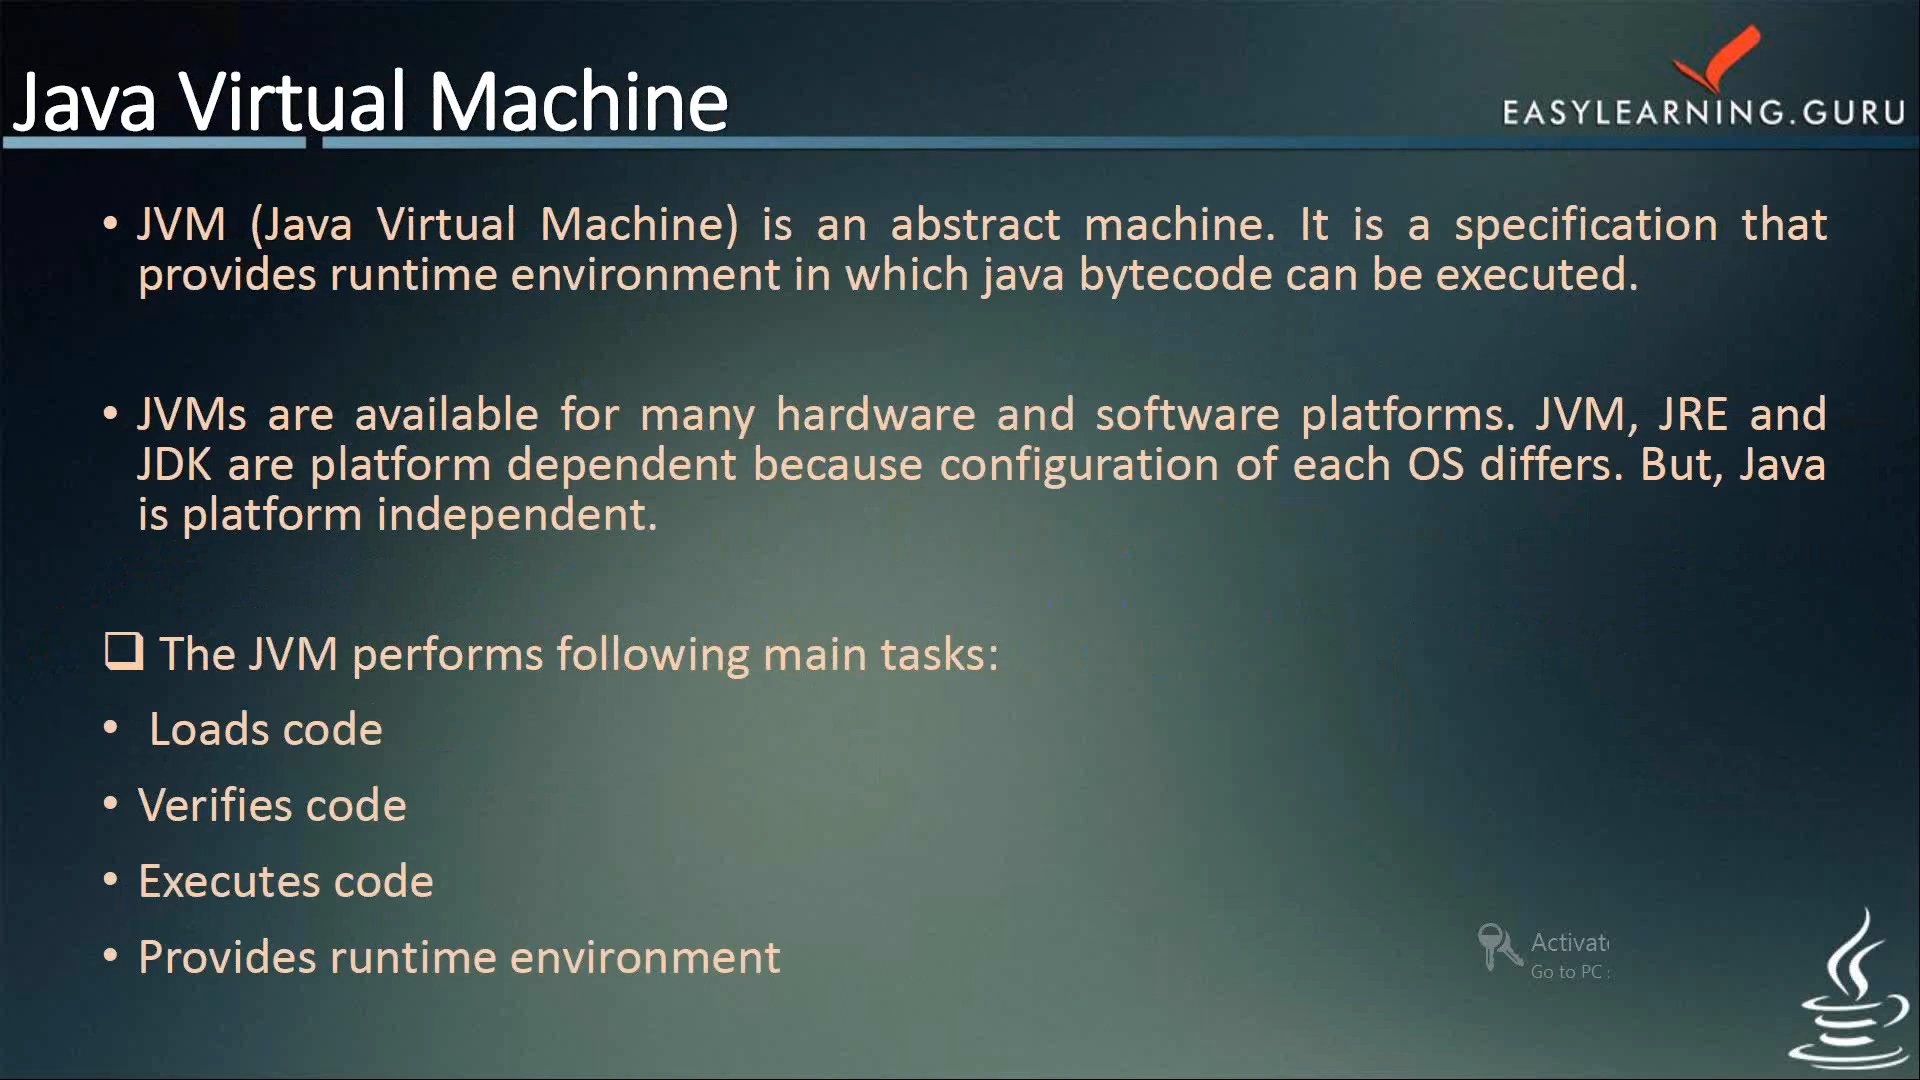 Java Virtual Machine
EASYLEARNING.GURU
• JVM (Java Virtual Machine) is an abstract machine. It is a specification that
provides runtime environment in which java bytecode can be executed.
• JVMs are available for many hardware and software platforms. JVM, JRE and
JDK are platform dependent because configuration of each OS differs. But, Java
is platform independent.
❑ The JVM performs following main tasks:
• Loads code
• Verifies code
• Executes code
• Provides runtime environment
Go to PC